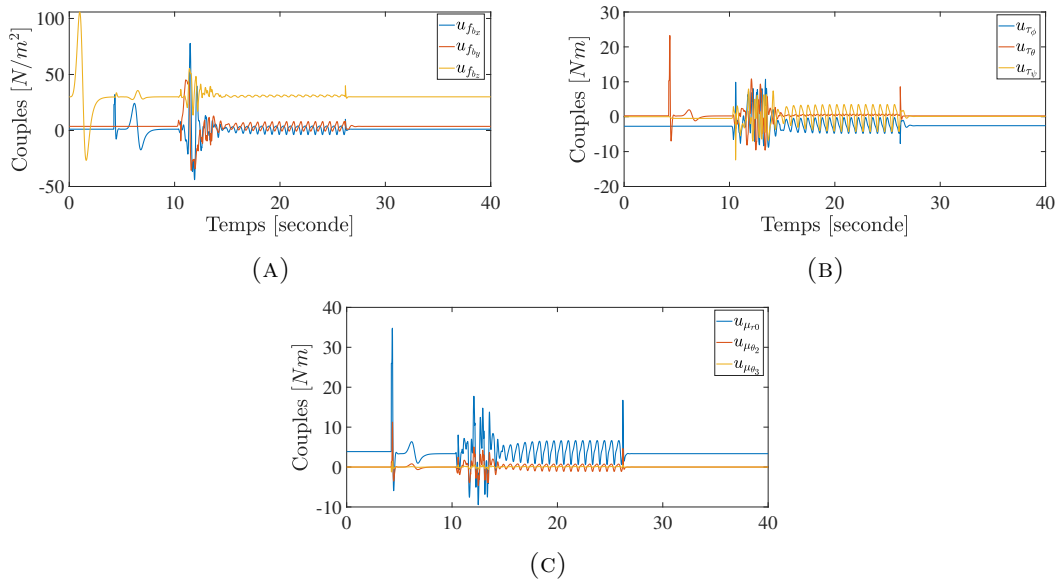 100
50
0
-50
Couples [N/m²]
0 10 20 30 40
Temps [seconde]
u_{f_{bx}}
u_{f_{by}}
u_{f_{bz}}
(A)
30
20
10
0
-10
-20
Couples [Nm]
0 10 20 30 40
Temps [seconde]
u_{τ_ϕ}
u_{τ_θ}
u_{τ_ψ}
(B)
40
30
20
10
0
-10
Couples [Nm]
0 10 20 30 40
u_{μ_{r0}}
u_{μ_{θ_2}}
u_{μ_{θ_3}}
(C)